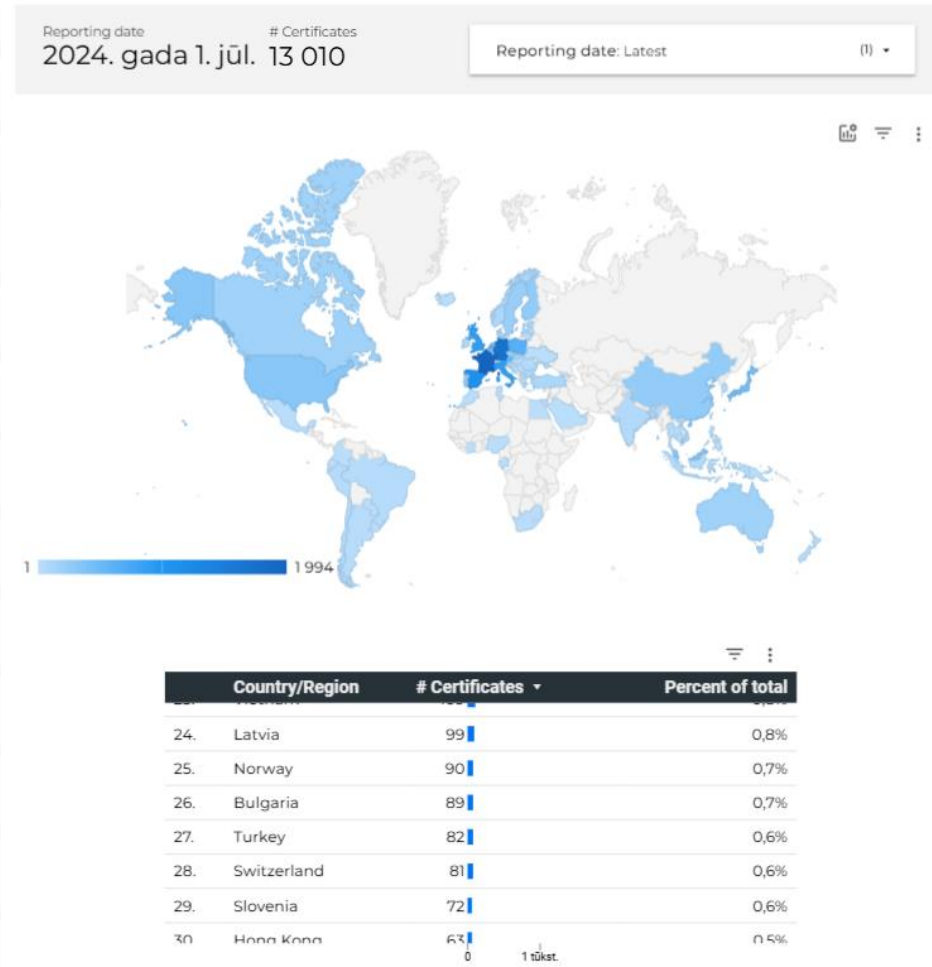 Reporting date
2024. gada 1. jūl.
# Certificates
13 010
Reporting date: Latest (1)
1 1 994
Country/Region # Certificates Percent of total
24. Latvia 99 0,8%
25. Norway 90 0,7%
26. Bulgaria 89 0,7%
27. Turkey 82 0,6%
28. Switzerland 81 0,6%
29. Slovenia 72 0,6%
30. Hong Kong 63 0,5%
0 1 tūkst.